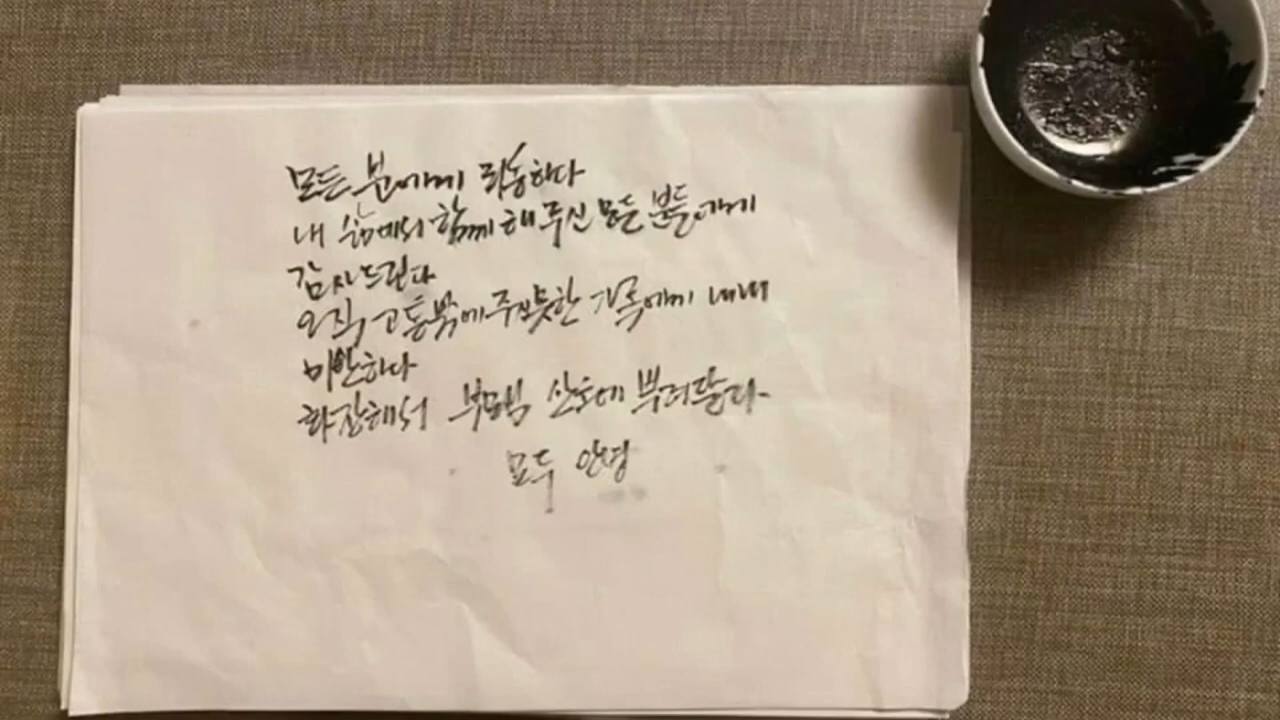 모든 분에게 죄송하다
내 삶에서 함께 해 주신 모든 분들에게
감사드린다
오직 고통밖에 주지 못한 가족에게 내내
미안하다
화장해서 부모님 산소에 뿌려달라.
모두 안녕